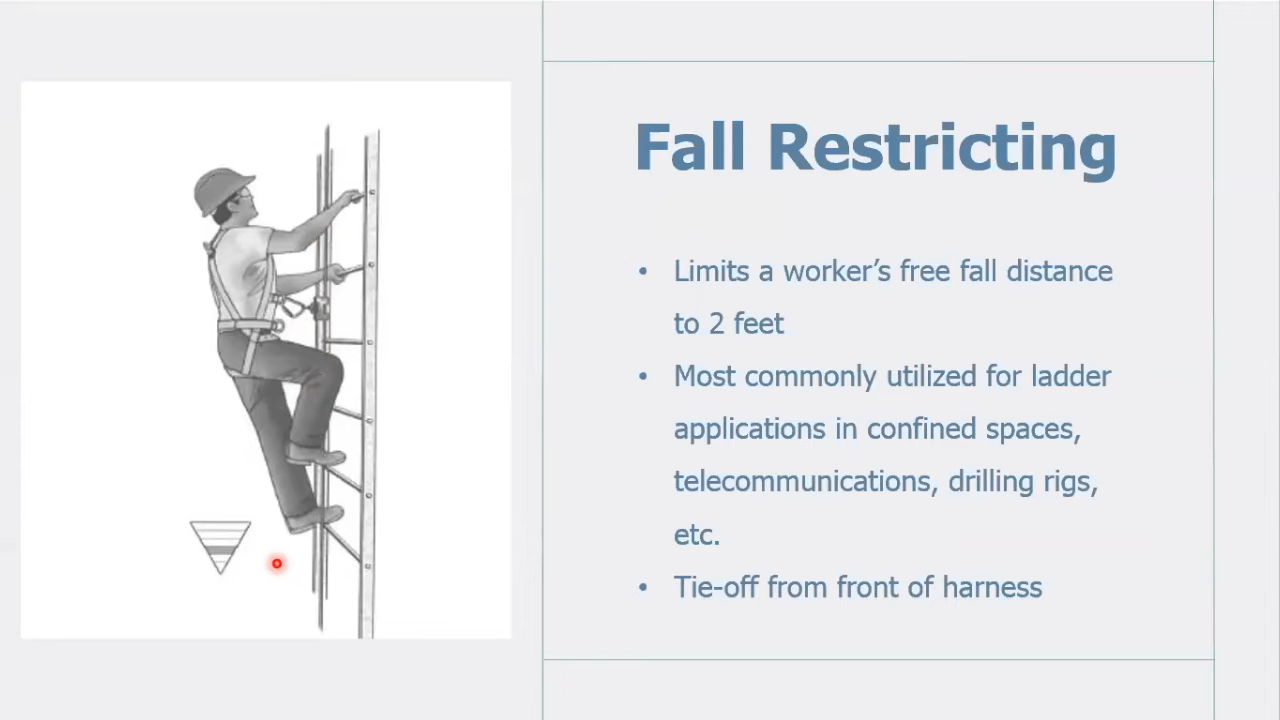 Fall Restricting
• Limits a worker’s free fall distance
to 2 feet
• Most commonly utilized for ladder
applications in confined spaces,
telecommunications, drilling rigs,
etc.
• Tie-off from front of harness